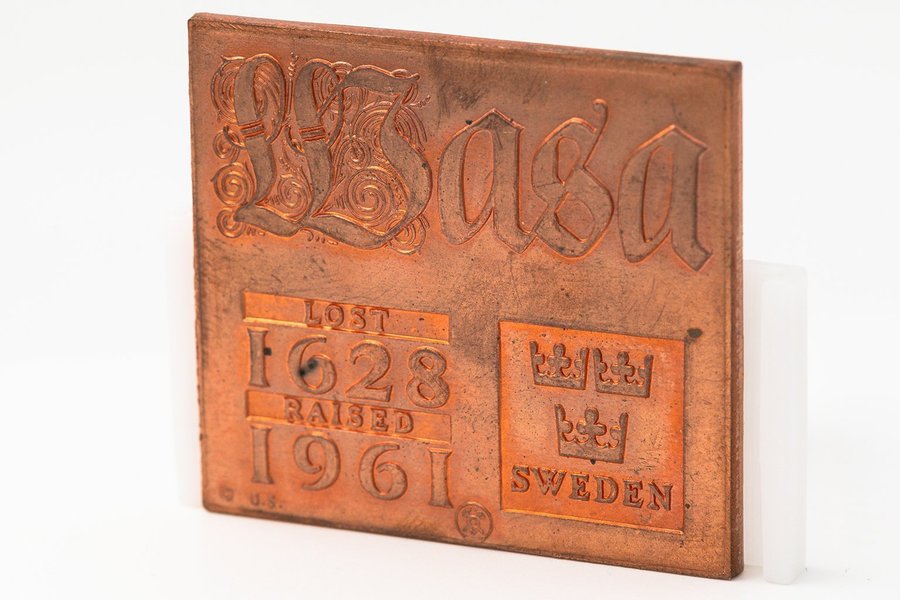 Wasa
LOST
1628
RAISED
1961
SWEDEN